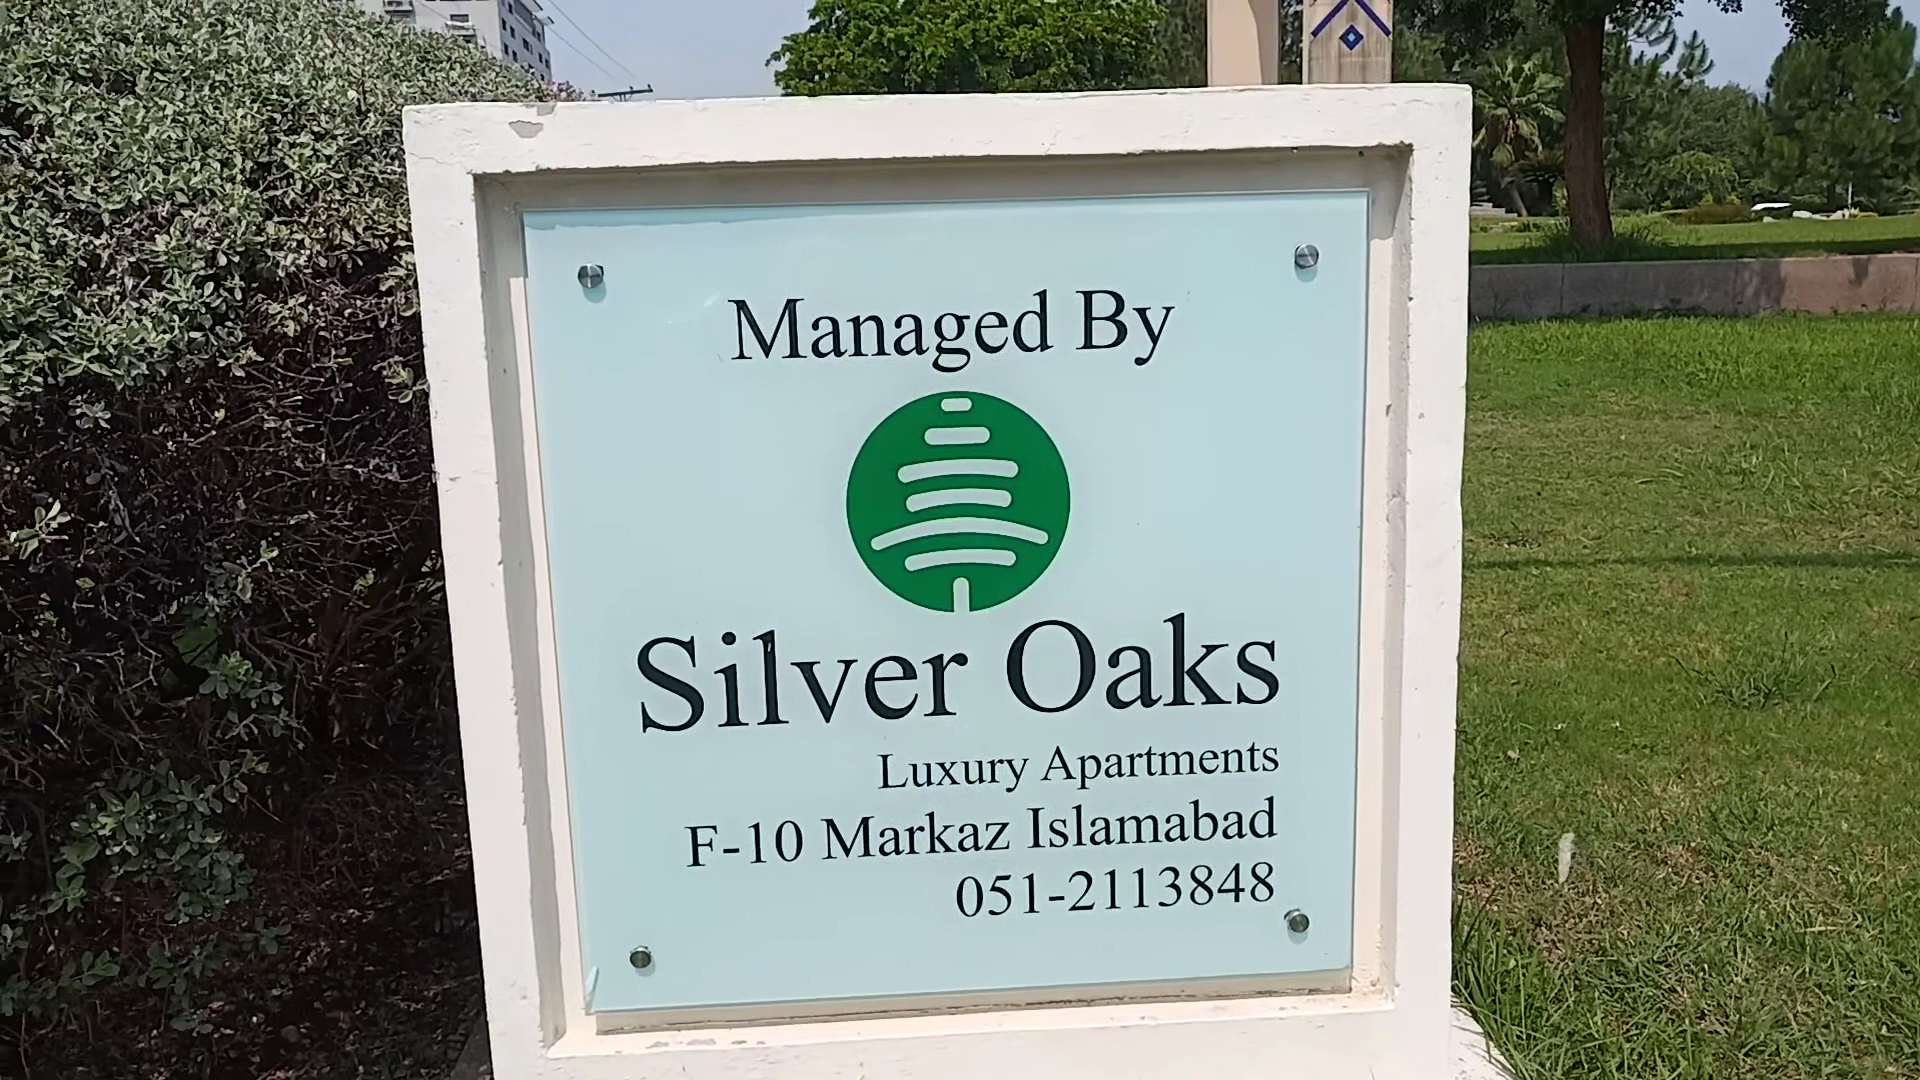 Managed By
Silver Oaks
Luxury Apartments
F-10 Markaz Islamabad
051-2113848